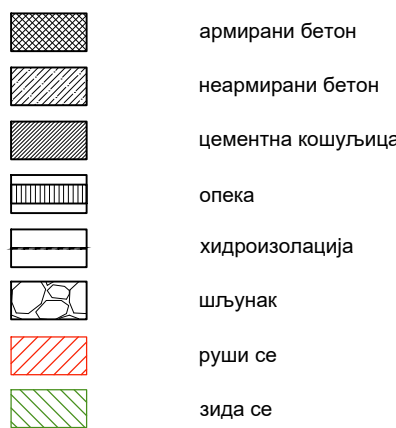 армирани бетон
неармирани бетон
цементна кошуљица
опека
хидроизолација
шљунак
руши се
зида се